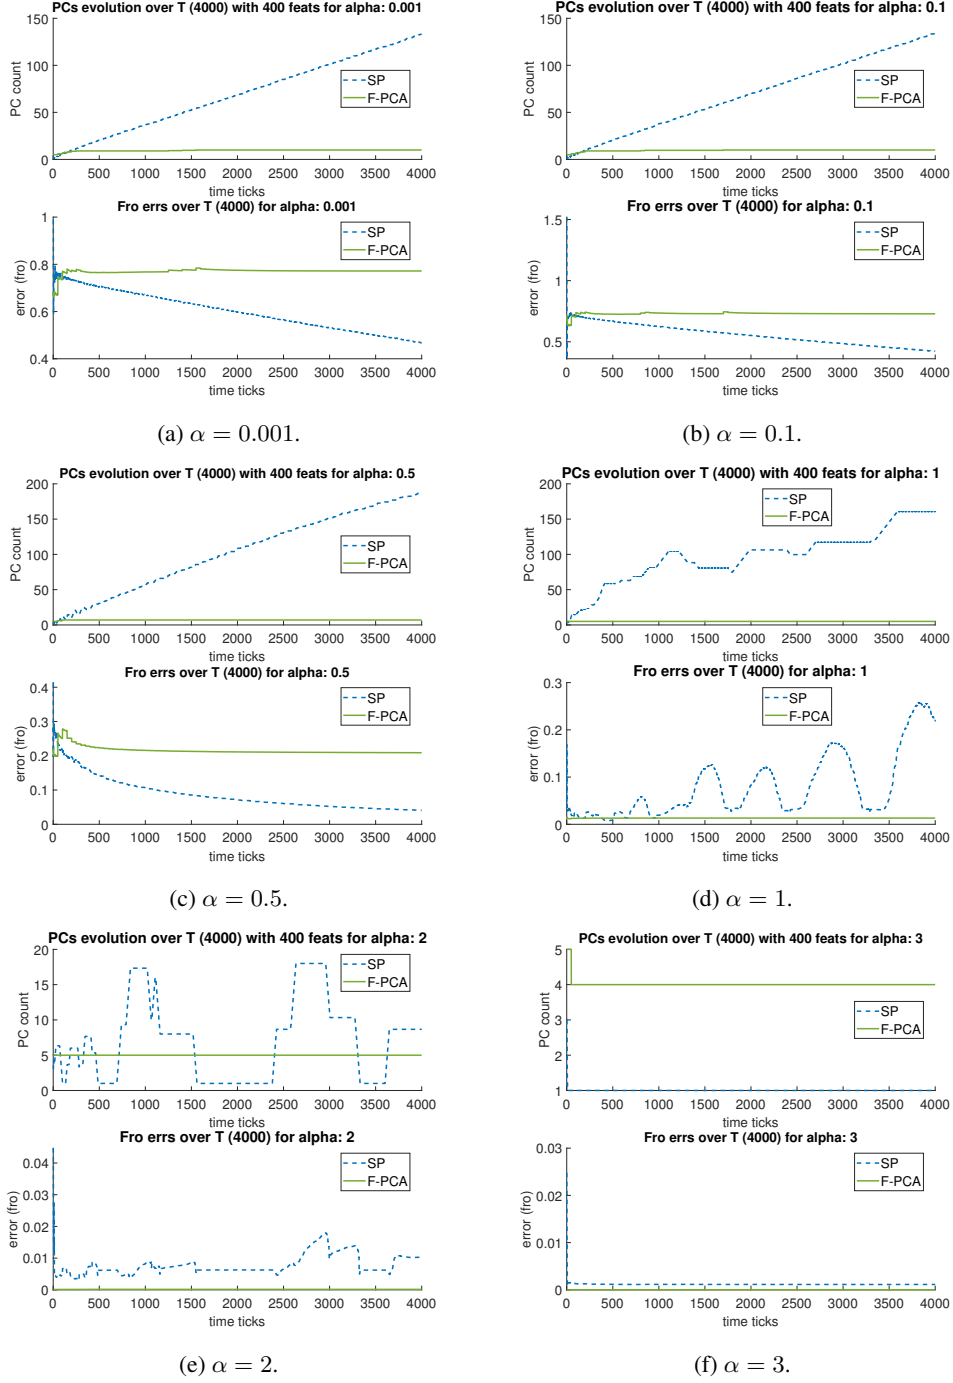 PCs evolution over T (4000) with 400 feats for alpha: 0.001
150
100
50
0
PC count
SP
F-PCA
0 500 1000 1500 2000 2500 3000 3500 4000
time ticks
Fro errs over T (4000) for alpha: 0.001
1
0.8
0.6
0.4
error (fro)
SP
F-PCA
0 500 1000 1500 2000 2500 3000 3500 4000
time ticks
(a) α = 0.001.
PCs evolution over T (4000) with 400 feats for alpha: 0.1
150
100
50
0
PC count
SP
F-PCA
0 500 1000 1500 2000 2500 3000 3500 4000
time ticks
Fro errs over T (4000) for alpha: 0.1
1.5
1
0.5
error (fro)
SP
F-PCA
0 500 1000 1500 2000 2500 3000 3500 4000
time ticks
(b) α = 0.1.
PCs evolution over T (4000) with 400 feats for alpha: 0.5
200
150
100
50
0
PC count
SP
F-PCA
0 500 1000 1500 2000 2500 3000 3500 4000
time ticks
Fro errs over T (4000) for alpha: 0.5
0.4
0.3
0.2
0.1
0
error (fro)
SP
F-PCA
0 500 1000 1500 2000 2500 3000 3500 4000
time ticks
(c) α = 0.5.
PCs evolution over T (4000) with 400 feats for alpha: 1
200
150
100
50
0
PC count
SP
F-PCA
0 500 1000 1500 2000 2500 3000 3500 4000
time ticks
Fro errs over T (4000) for alpha: 1
0.3
0.2
0.1
0
error (fro)
SP
F-PCA
0 500 1000 1500 2000 2500 3000 3500 4000
time ticks
(d) α = 1.
PCs evolution over T (4000) with 400 feats for alpha: 2
20
15
10
5
0
PC count
SP
F-PCA
0 500 1000 1500 2000 2500 3000 3500 4000
time ticks
Fro errs over T (4000) for alpha: 2
0.04
0.03
0.02
0.01
0
error (fro)
SP
F-PCA
0 500 1000 1500 2000 2500 3000 3500 4000
time ticks
(e) α = 2.
PCs evolution over T (4000) with 400 feats for alpha: 3
5
4
3
2
1
PC count
SP
F-PCA
0 500 1000 1500 2000 2500 3000 3500 4000
time ticks
Fro errs over T (4000) for alpha: 3
0.03
0.02
0.01
0
error (fro)
SP
F-PCA
0 500 1000 1500 2000 2500 3000 3500 4000
time ticks
(f) α = 3.